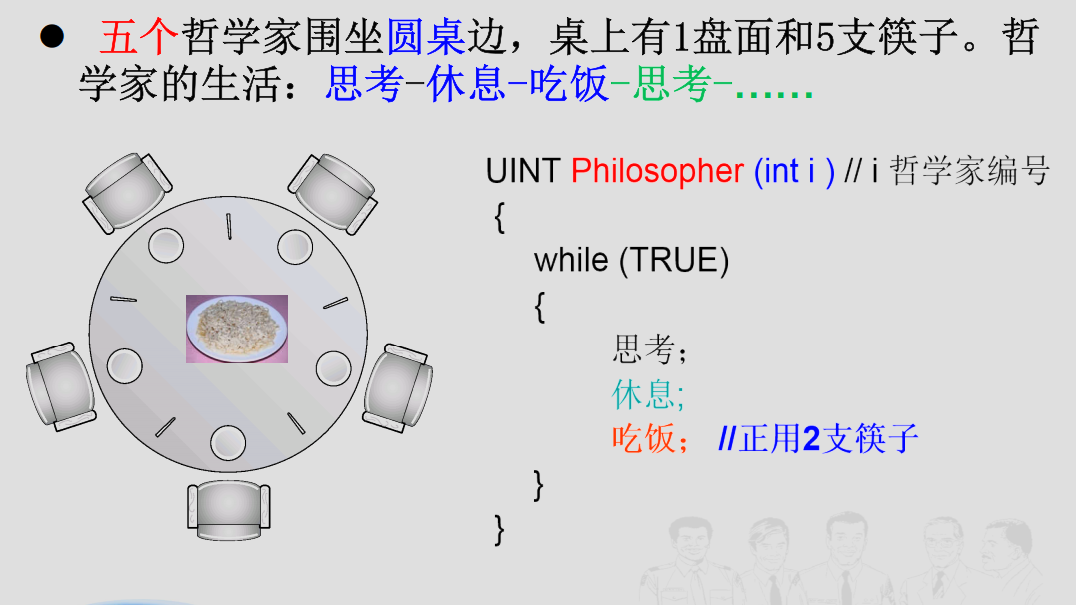 ● 五个哲学家围坐圆桌边，桌上有1盘面和5支筷子。哲
学家的生活：思考-休息-吃饭-思考-……
UINT Philosopher (int i ) // i 哲学家编号
{
while (TRUE)
{
思考；
休息;
吃饭； //正用2支筷子
}
}